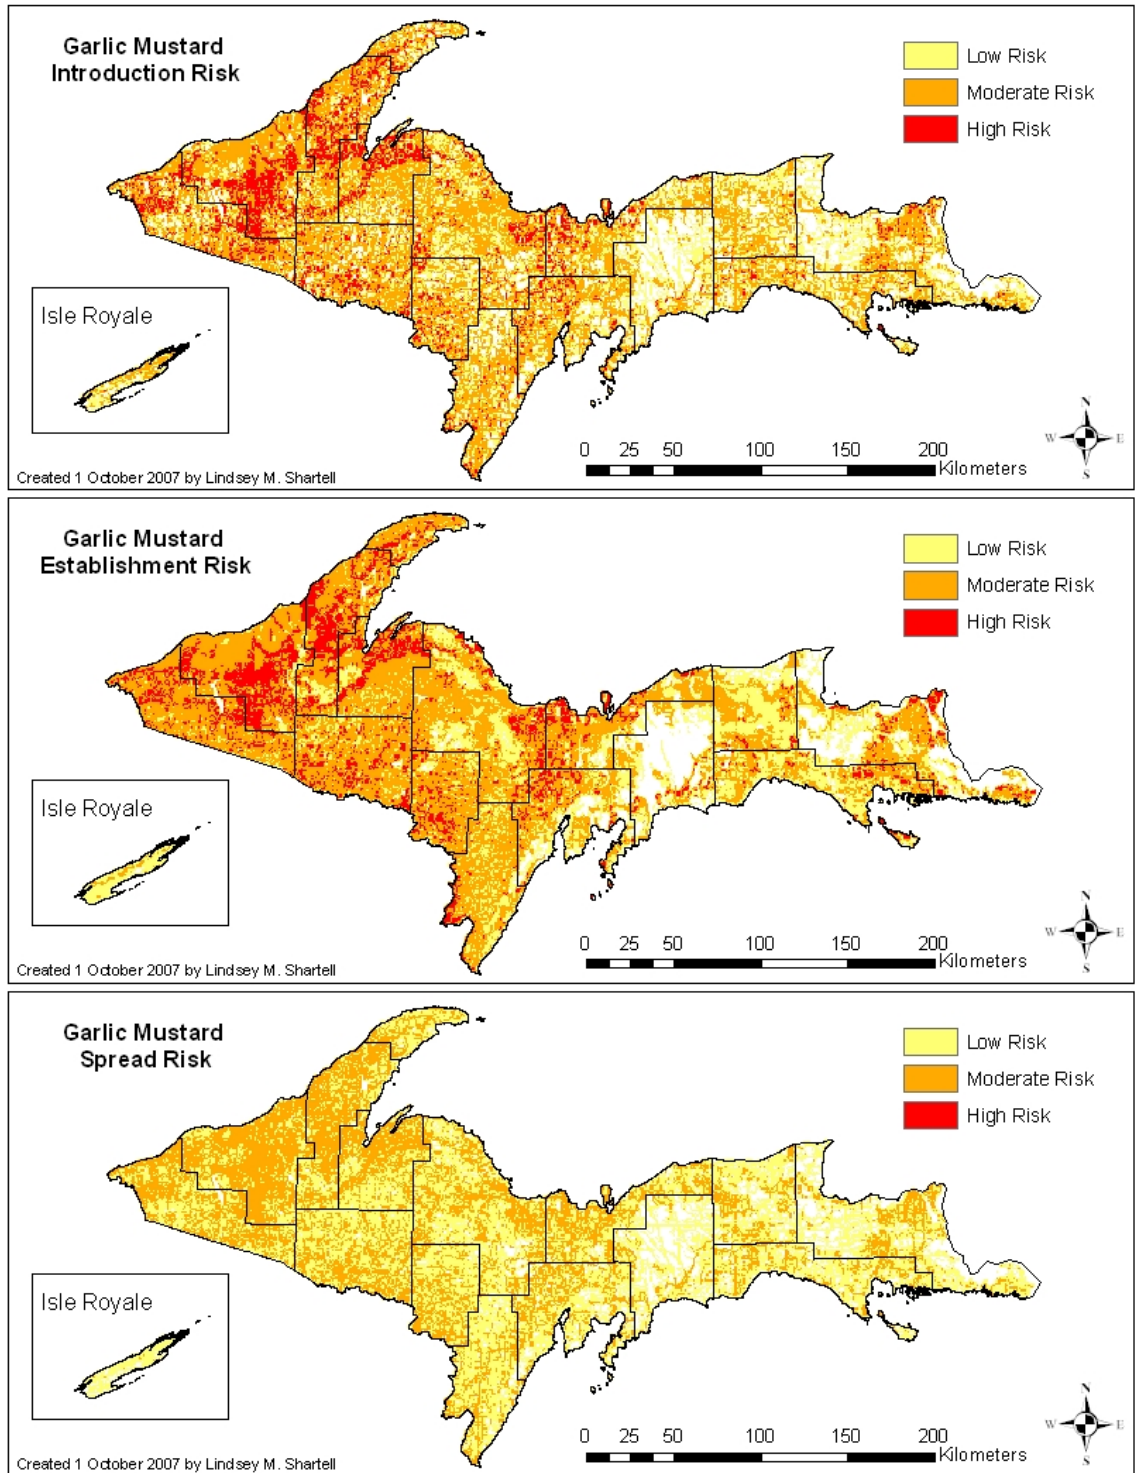 Garlic Mustard
Introduction Risk
Low Risk
Moderate Risk
High Risk
Isle Royale
N
W E
S
0 25 50 100 150 200
Kilometers
Created 1 October 2007 by Lindsey M. Shartell
Garlic Mustard
Establishment Risk
Low Risk
Moderate Risk
High Risk
Isle Royale
N
W E
S
0 25 50 100 150 200
Kilometers
Created 1 October 2007 by Lindsey M. Shartell
Garlic Mustard
Spread Risk
Low Risk
Moderate Risk
High Risk
Isle Royale
N
W E
S
0 25 50 100 150 200
Kilometers
Created 1 October 2007 by Lindsey M. Shartell